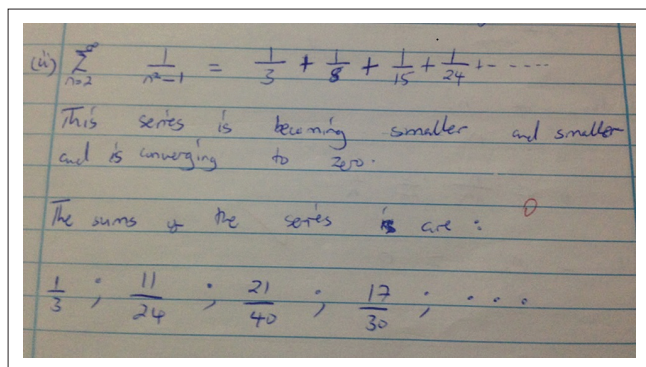 (ii) ∞∑n=2 1/n²-1 = 1/3 + 1/8 + 1/15 + 1/24 + - - - - -
This series is becoming smaller and smaller
and is converging to zero.
0
The sums of the series is are :
1/3 ; 11/24 ; 21/40 ; 17/30 ; . . .